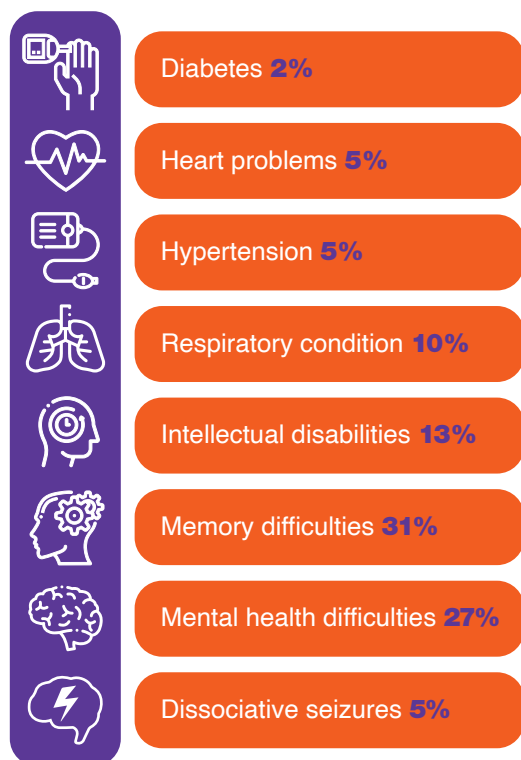 Diabetes 2%
Heart problems 5%
Hypertension 5%
Respiratory condition 10%
Intellectual disabilities 13%
Memory difficulties 31%
Mental health difficulties 27%
Dissociative seizures 5%